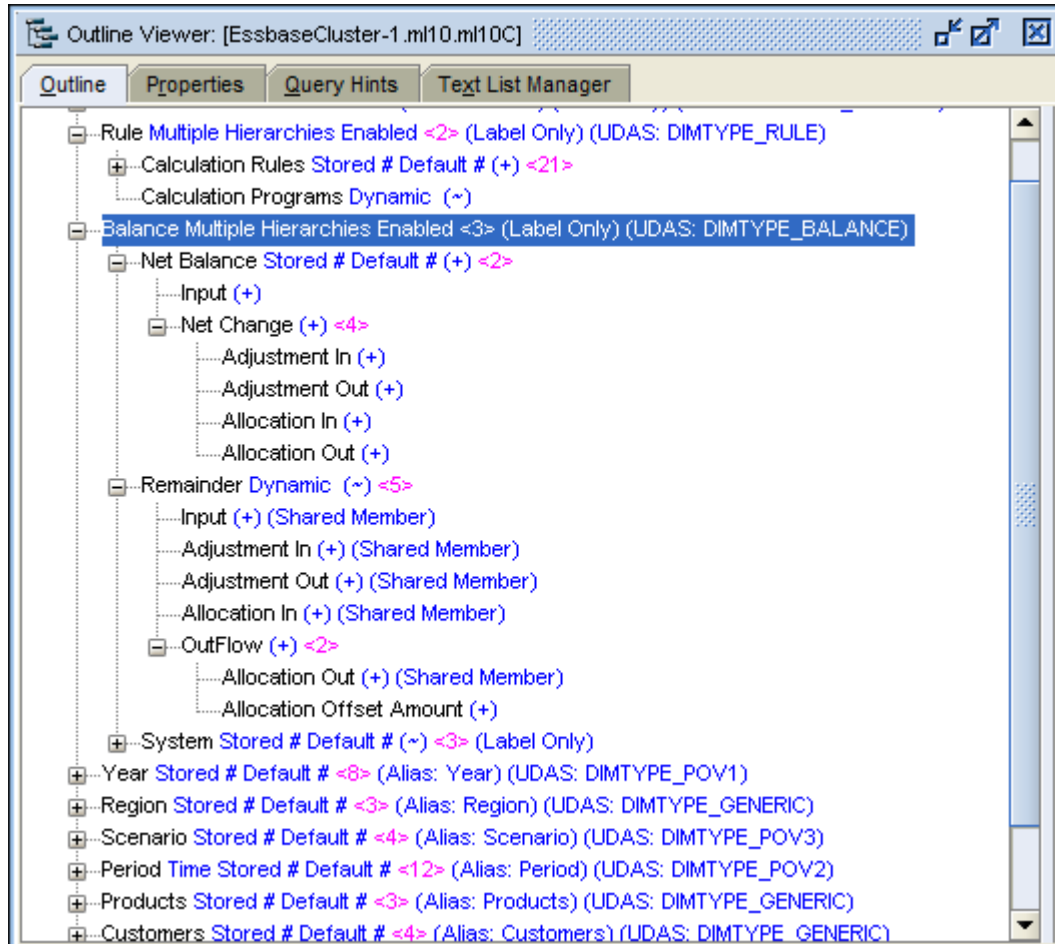 Outline Viewer: [EssbaseCluster-1.ml10.ml10C]
Outline Properties Query Hints Text List Manager
Rule Multiple Hierarchies Enabled <2> (Label Only) (UDAS: DIMTYPE_RULE)
Calculation Rules Stored # Default # (+) <21>
Calculation Programs Dynamic (~)
Balance Multiple Hierarchies Enabled <3> (Label Only) (UDAS: DIMTYPE_BALANCE)
Net Balance Stored # Default # (+) <2>
Input (+)
Net Change (+) <4>
Adjustment In (+)
Adjustment Out (+)
Allocation In (+)
Allocation Out (+)
Remainder Dynamic (~) <5>
Input (+) (Shared Member)
Adjustment In (+) (Shared Member)
Adjustment Out (+) (Shared Member)
Allocation In (+) (Shared Member)
OutFlow (+) <2>
Allocation Out (+) (Shared Member)
Allocation Offset Amount (+)
System Stored # Default # (~) <3> (Label Only)
Year Stored # Default # <8> (Alias: Year) (UDAS: DIMTYPE_POV1)
Region Stored # Default # <3> (Alias: Region) (UDAS: DIMTYPE_GENERIC)
Scenario Stored # Default # <4> (Alias: Scenario) (UDAS: DIMTYPE_POV3)
Period Time Stored # Default # <12> (Alias: Period) (UDAS: DIMTYPE_POV2)
Products Stored # Default # <3> (Alias: Products) (UDAS: DIMTYPE_GENERIC)
Customers Stored # Default # <4> (Alias: Customers) (UDAS: DIMTYPE_GENERIC)